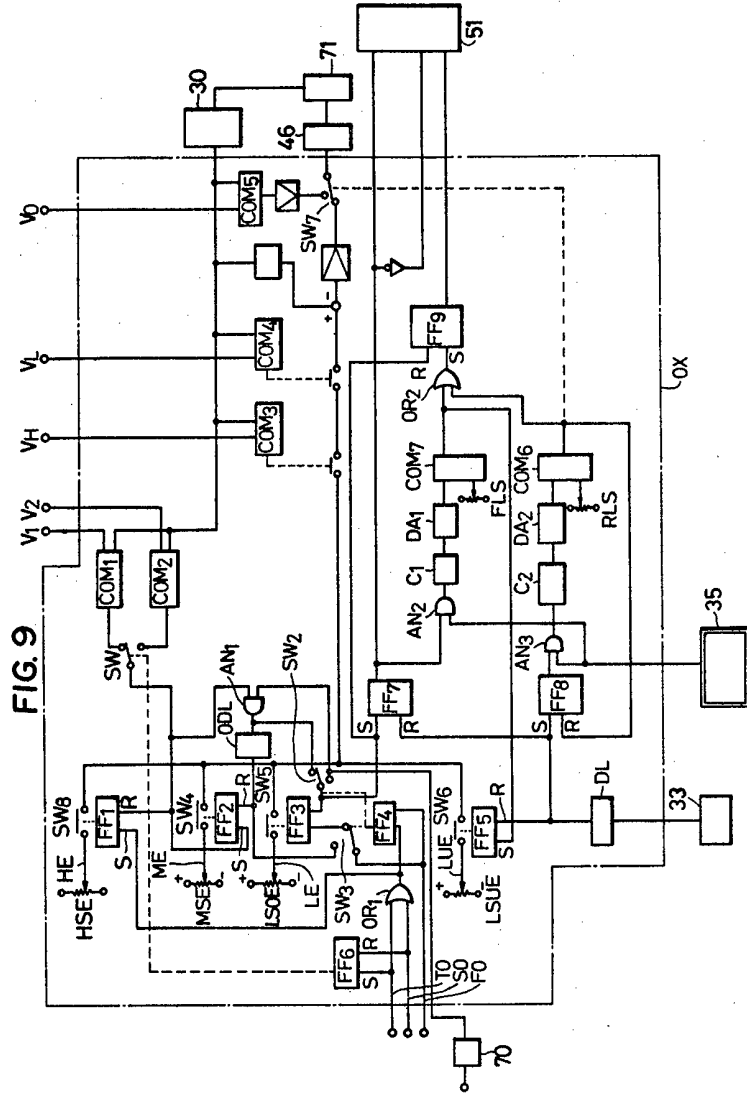 FIG. 9
V1
V2
VH
VL
V0
30
71
46
51
COM1
COM2
COM3
COM4
COM5
SW
SW7
+
-
HSE
HE
SW8
FF1
S
R
+
-
MSE
ME
SW4
FF2
S
R
+
-
LSOE
LE
SW5
FF3
ODL
AN1
SW2
SW3
FF4
OR1
FF6
S
R
TO
SO
FO
70
+
-
LSUE
LUE
SW6
FF5
S
R
DL
33
FF7
S
R
FF8
S
R
AN2
AN3
C1
C2
DA1
DA2
COM7
COM6
FLS
RLS
OR2
FF9
R
S
35
OX